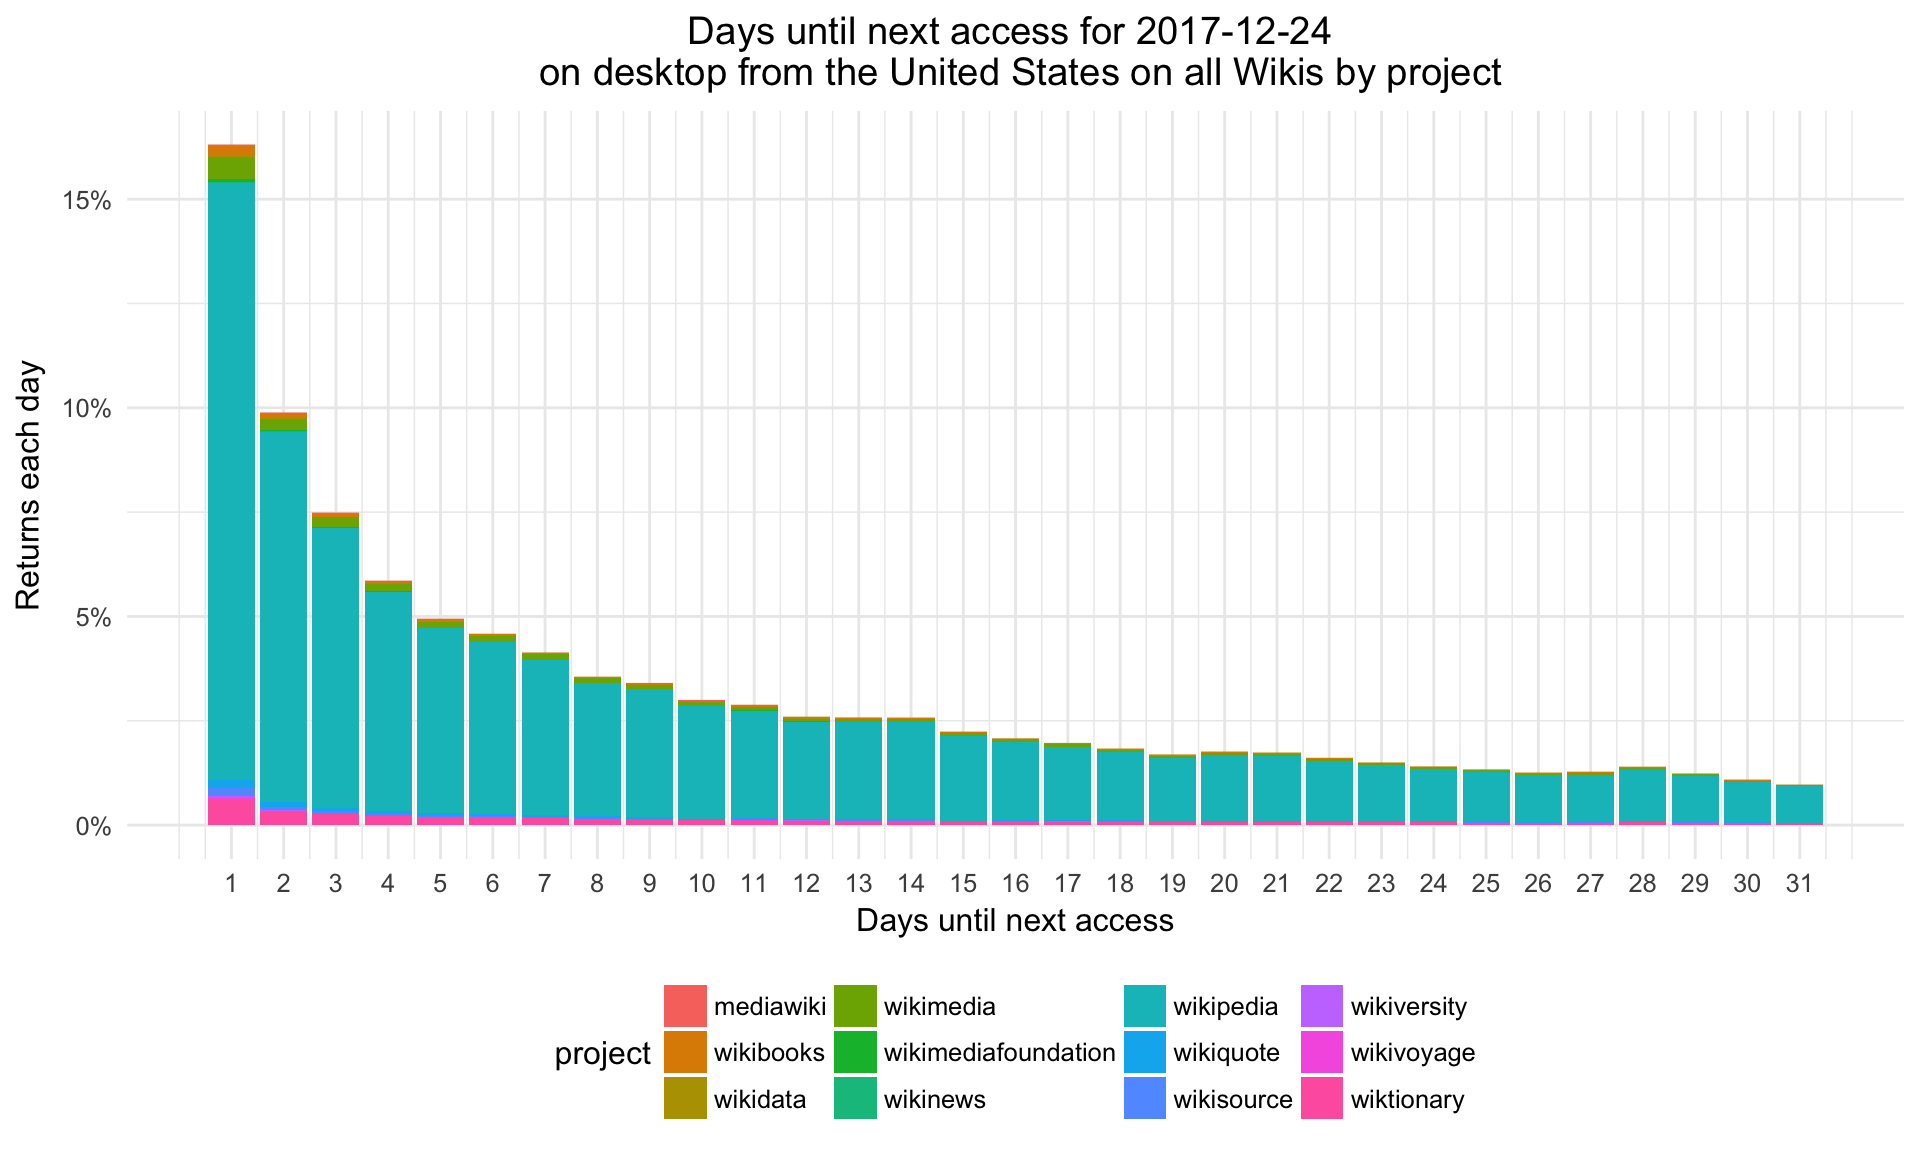 Days until next access for 2017-12-24
on desktop from the United States on all Wikis by project
Returns each day
15%
10%
5%
0%
1 2 3 4 5 6 7 8 9 10 11 12 13 14 15 16 17 18 19 20 21 22 23 24 25 26 27 28 29 30 31
Days until next access
project
mediawiki wikimedia wikipedia wikiversity
wikibooks wikimediafoundation wikiquote wikivoyage
wikidata wikinews wikisource wiktionary